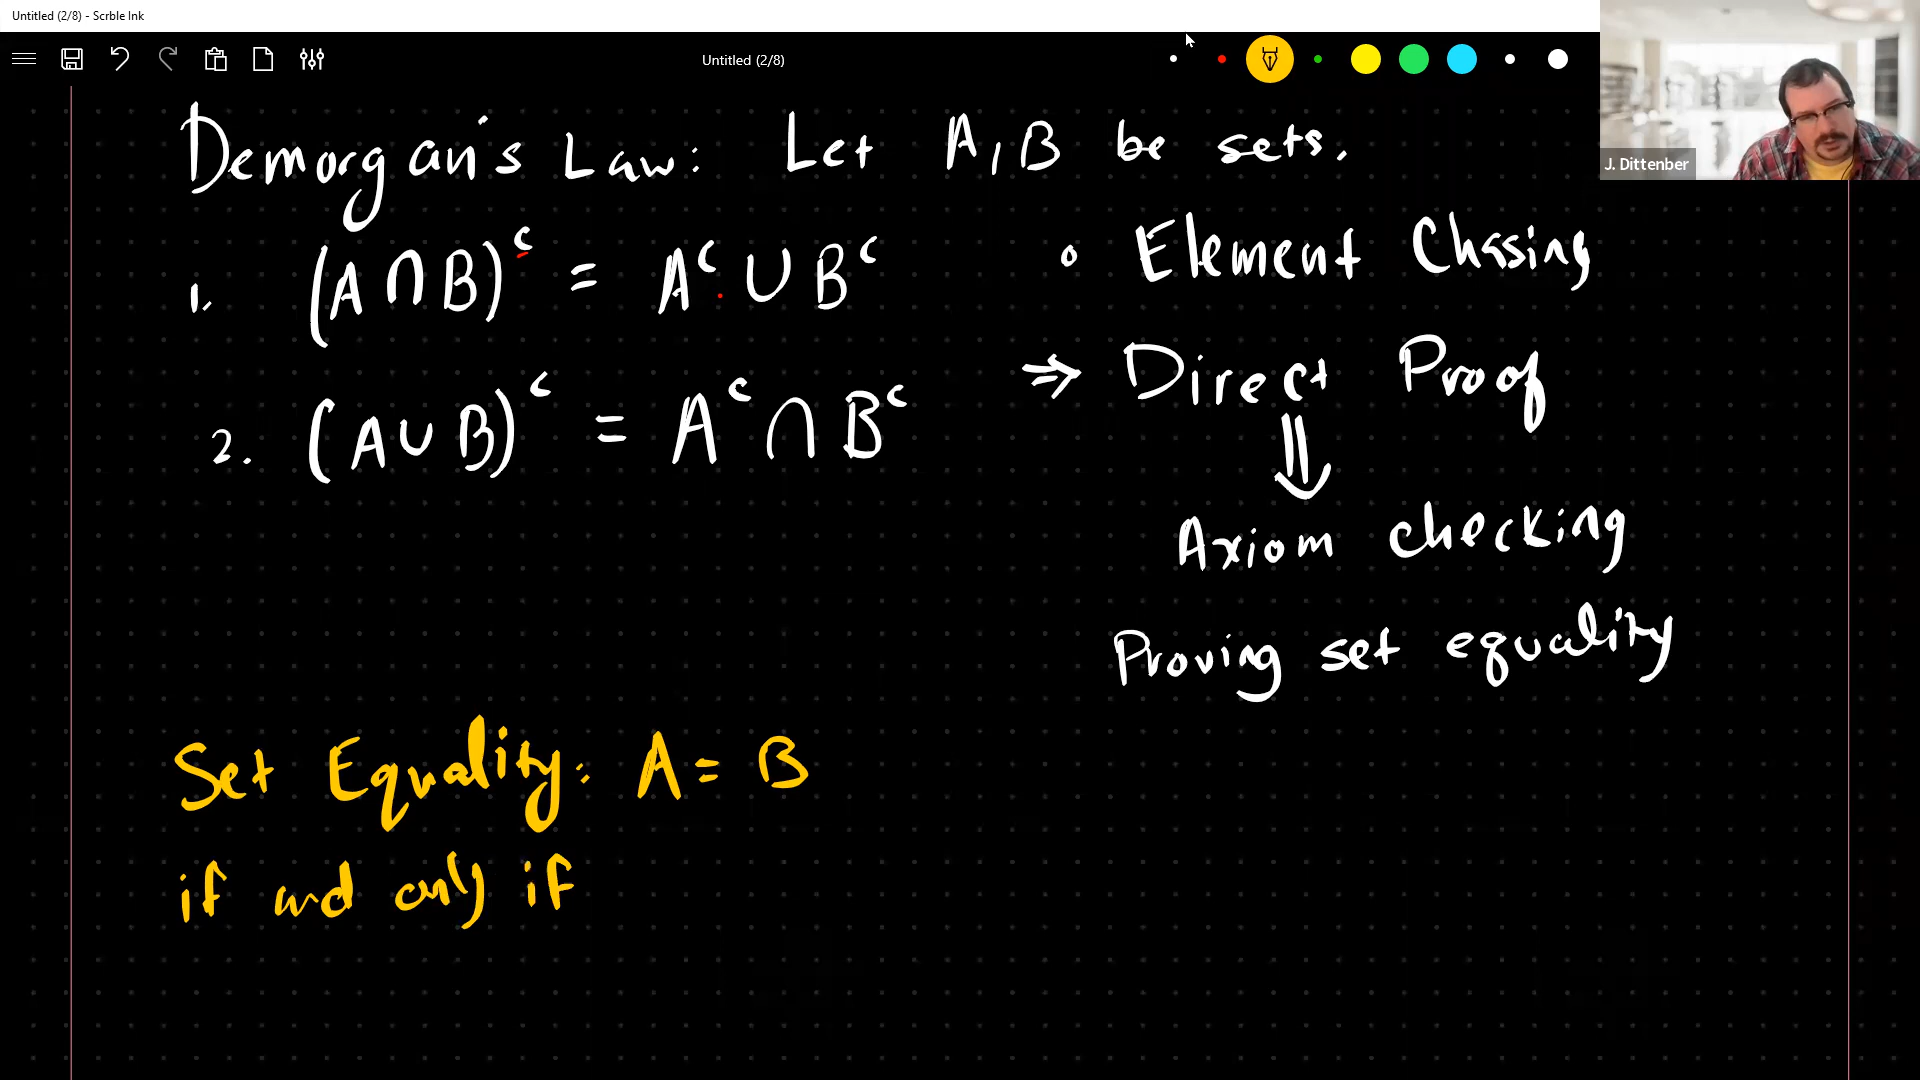 Untitled (2/8) - Scrble Ink
Untitled (2/8)
J. Dittenber
Demorgan's Law: Let A, B be sets.
1. (A ∩ B)ᶜ = Aᶜ ∪ Bᶜ
2. (A ∪ B)ᶜ = Aᶜ ∩ Bᶜ
Element Chasing
⇒ Direct Proof
⇓
Axiom checking
Proving set equality
Set Equality: A = B
if and only if